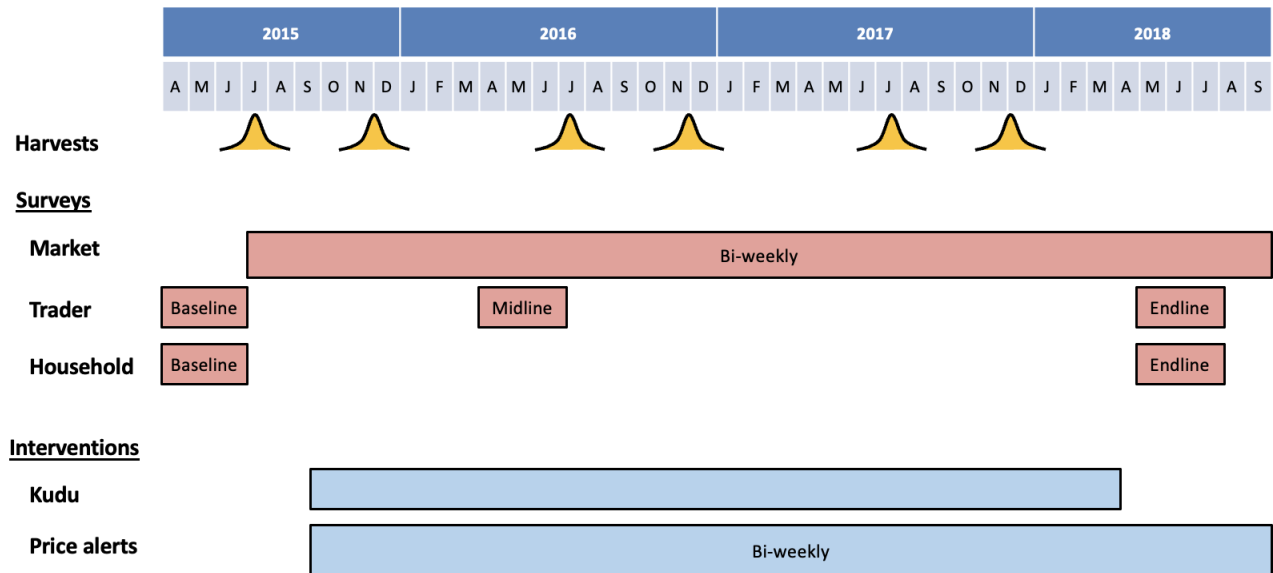 2015 2016 2017 2018
A M J J A S O N D J F M A M J J A S O N D J F M A M J J A S O N D J F M A M J J A S
Harvests
Surveys
Market Bi-weekly
Trader Baseline Midline Endline
Household Baseline Endline
Interventions
Kudu
Price alerts Bi-weekly